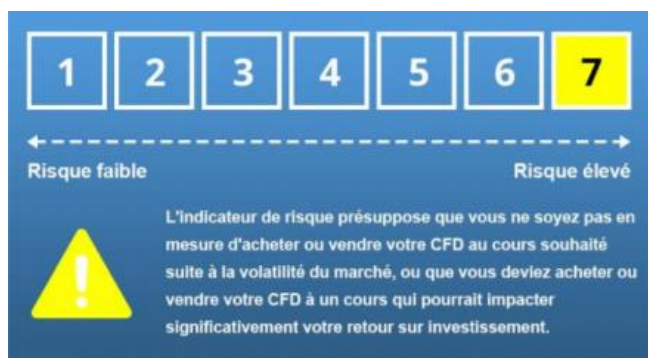 1 2 3 4 5 6 7
Risque faible Risque élevé
L'indicateur de risque présuppose que vous ne soyez pas en
mesure d'acheter ou vendre votre CFD au cours souhaité
suite à la volatilité du marché, ou que vous deviez acheter ou
vendre votre CFD à un cours qui pourrait impacter
significativement votre retour sur investissement.